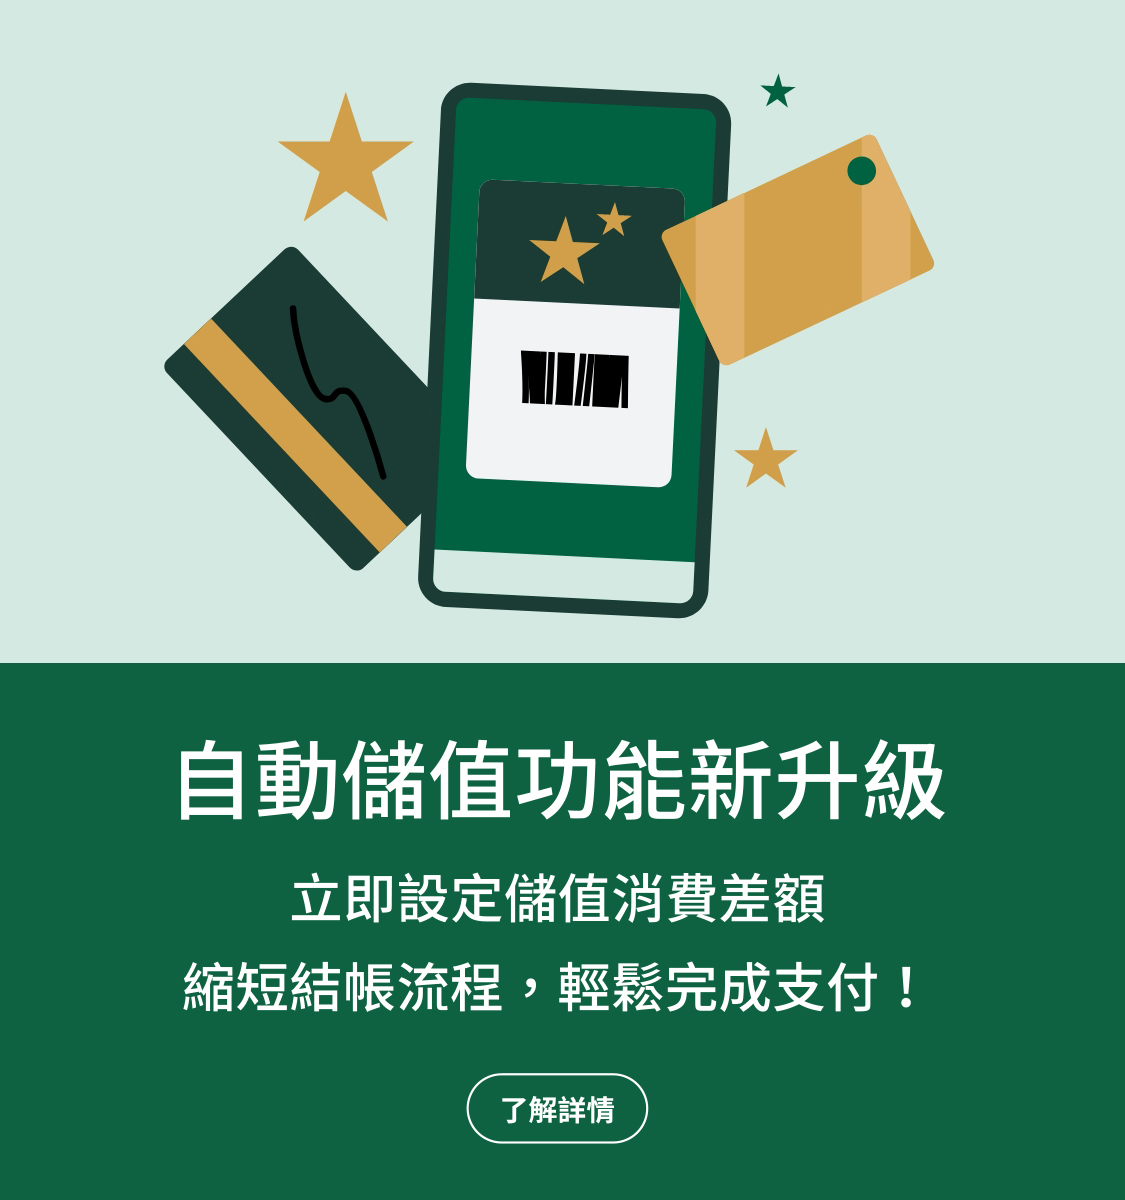 自動儲值功能新升級
立即設定儲值消費差額
縮短結帳流程，輕鬆完成支付！
了解詳情